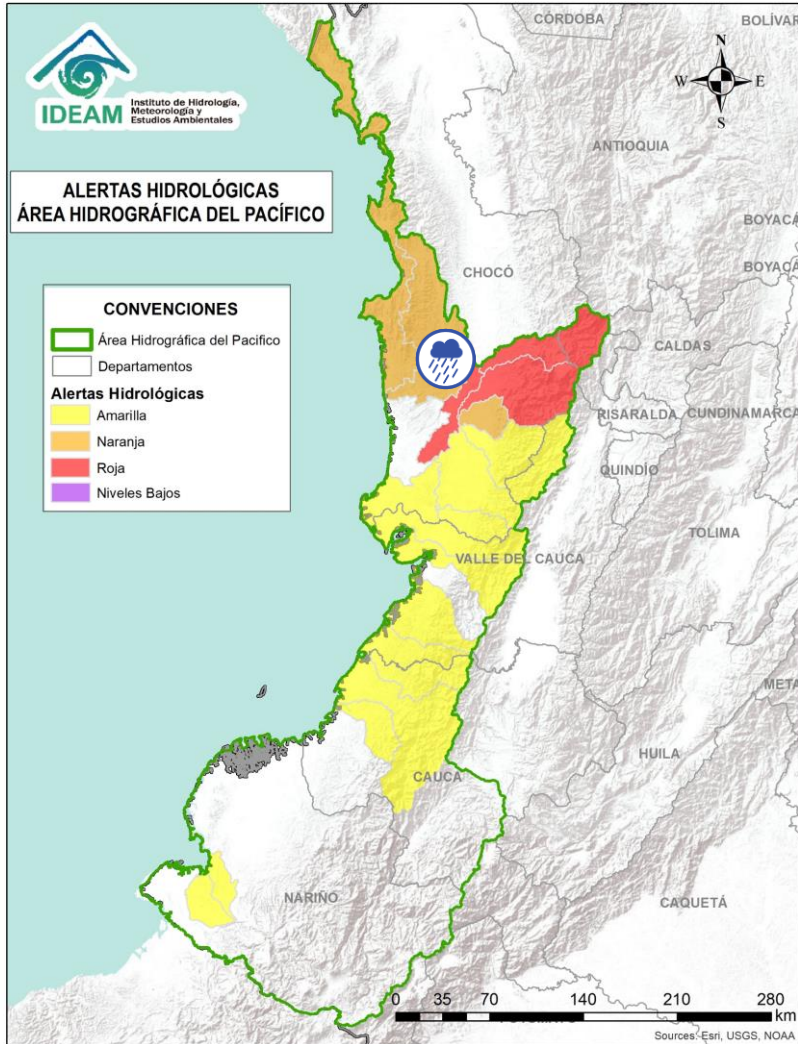 CÓRDOBA
BOLÍVAR
IDEAM
Instituto de Hidrología,
Meteorología y
Estudios Ambientales
N
W E
S
ANTIOQUIA
ALERTAS HIDROLÓGICAS
ÁREA HIDROGRÁFICA DEL PACÍFICO
BOYACÁ
CHOCÓ
BOYACÁ
CONVENCIONES
Área Hidrográfica del Pacífico
Departamentos
Alertas Hidrológicas
Amarilla
Naranja
Roja
Niveles Bajos
CALDAS
RISARALDA
CUNDINAMARCA
QUINDÍO
TOLIMA
VALLE DEL CAUCA
META
HUILA
CAUCA
NARIÑO
CAQUETÁ
0 35 70 140 210 280
km
Sources: Esri, USGS, NOAA